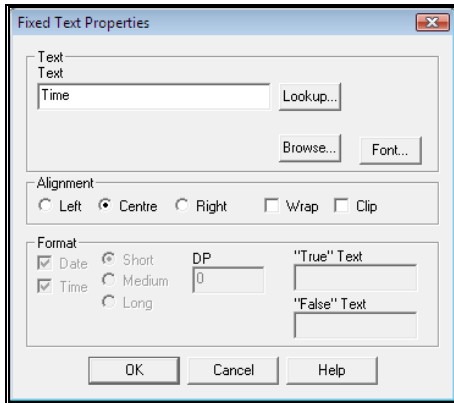 Fixed Text Properties
Text
Text
Time
Lookup...
Browse...
Font...
Alignment
Left Centre Right Wrap Clip
Format
Date Short DP "True" Text
Time Medium 0
Long "False" Text
OK Cancel Help